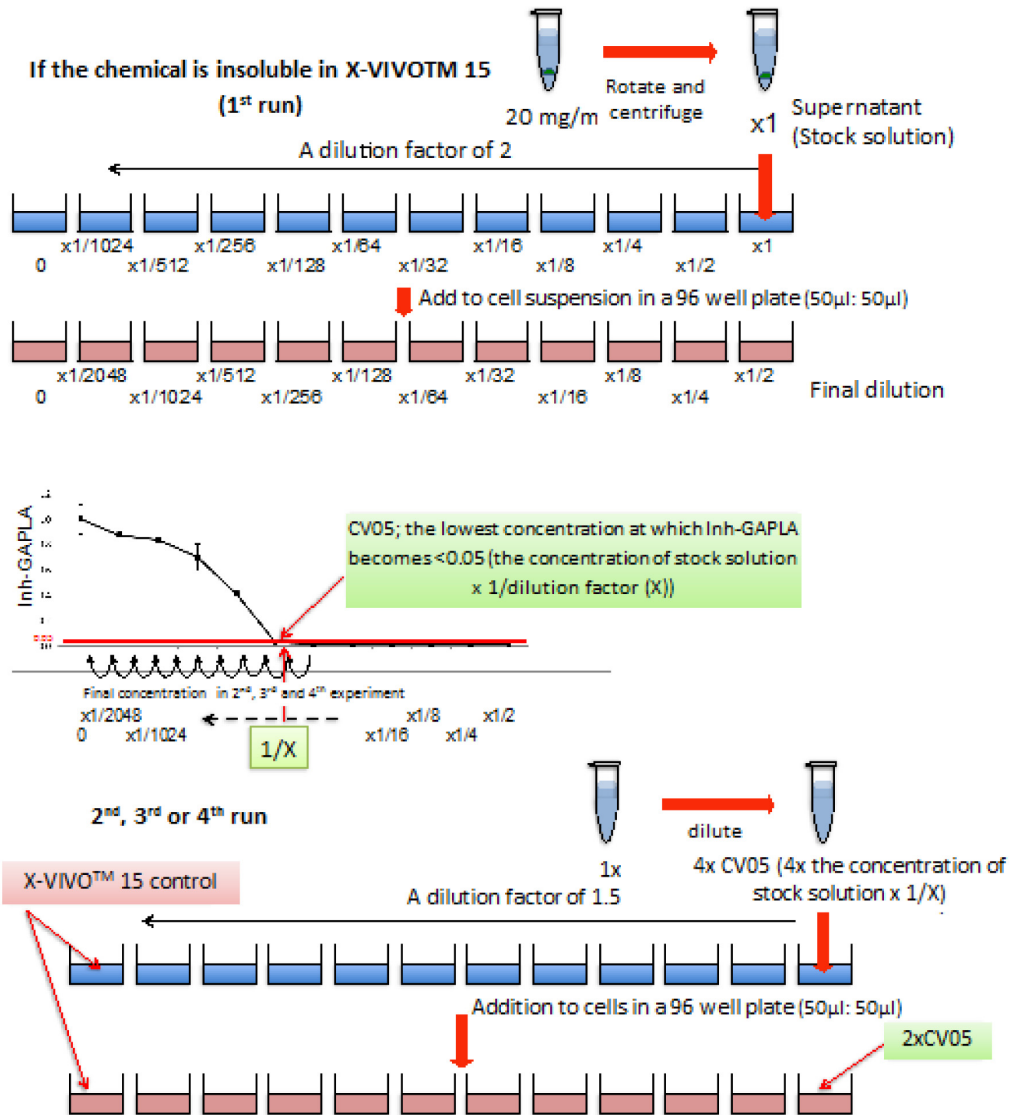 If the chemical is insoluble in X-VIVOTM 15
(1st run)
20 mg/m
Rotate and
centrifuge
x1
Supernatant
(Stock solution)
A dilution factor of 2
x1/1024 x1/256 x1/64 x1/16 x1/4 x1
0 x1/512 x1/128 x1/32 x1/8 x1/2
Add to cell suspension in a 96 well plate (50µl: 50µl)
x1/2048 x1/512 x1/128 x1/32 x1/8 x1/2
0 x1/1024 x1/256 x1/64 x1/16 x1/4
Final dilution
Inh-GAPLA
CV05; the lowest concentration at which Inh-GAPLA
becomes <0.05 (the concentration of stock solution
x 1/dilution factor (X))
Final concentration in 2nd, 3rd and 4th experiment
x1/2048 x1/8 x1/2
0 x1/1024 x1/16 x1/4
1/X
2nd, 3rd or 4th run
1x
dilute
4x CV05 (4x the concentration of
stock solution x 1/X)
X-VIVO™ 15 control
A dilution factor of 1.5
Addition to cells in a 96 well plate (50µl: 50µl)
2xCV05